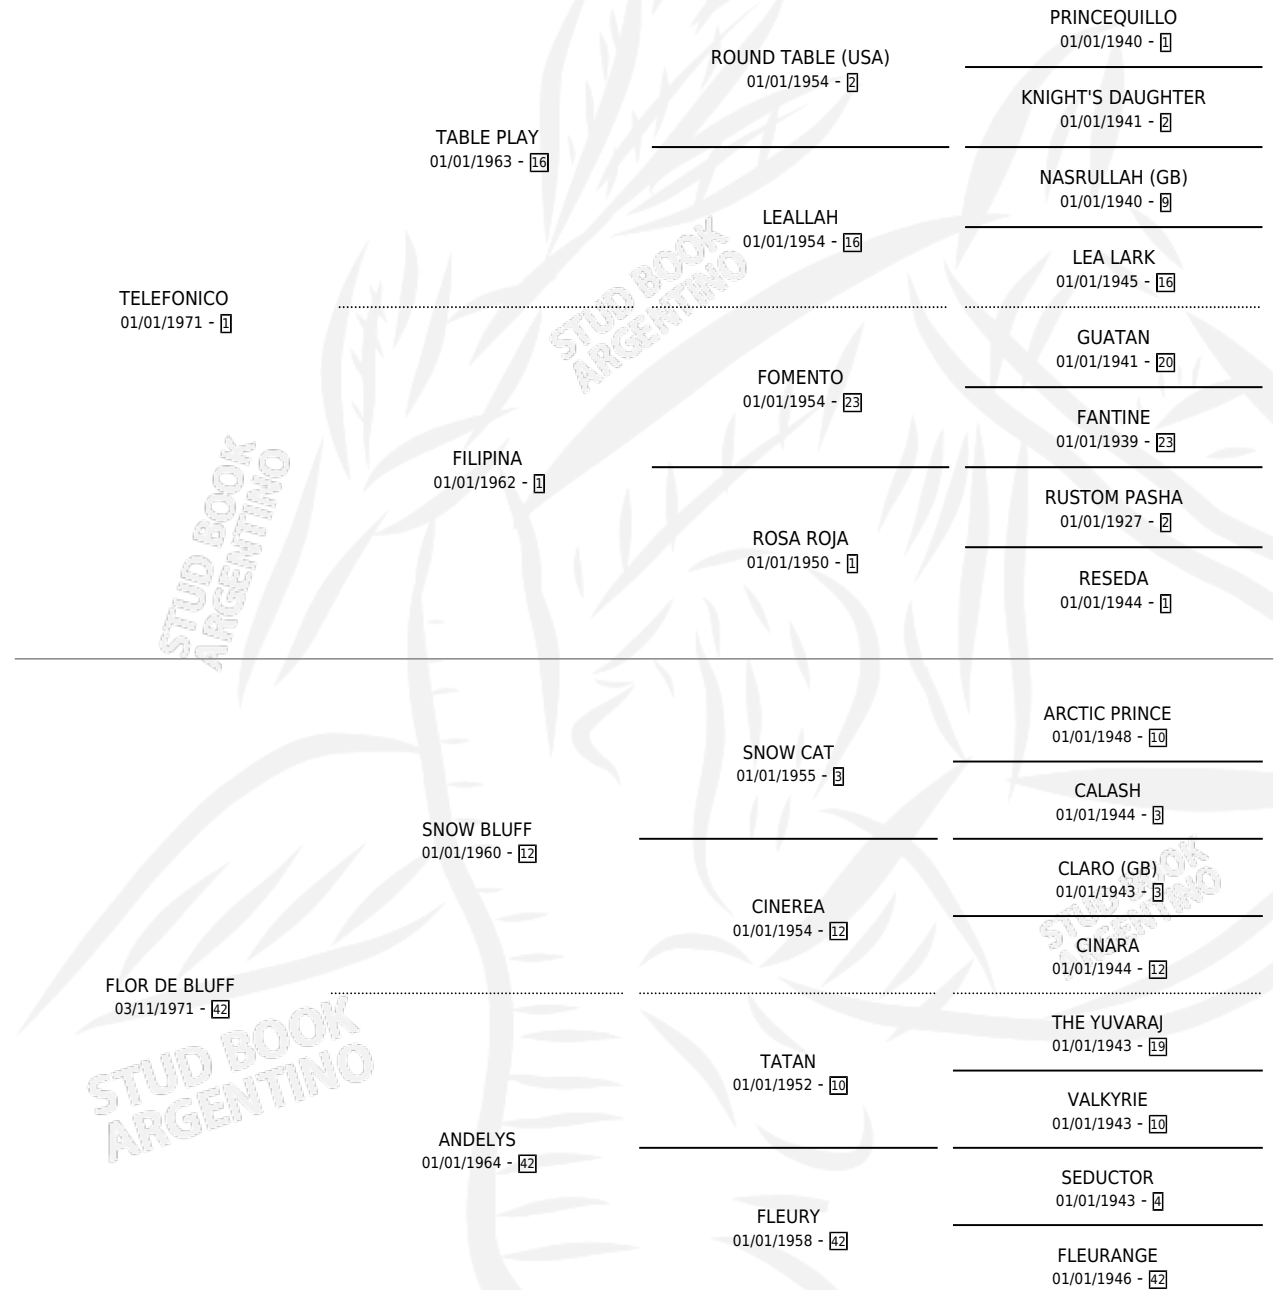 PRINCEQUILLO
01/01/1940 - 1
ROUND TABLE (USA)
01/01/1954 - 2
KNIGHT'S DAUGHTER
01/01/1941 - 2
TABLE PLAY
01/01/1963 - 16
NASRULLAH (GB)
01/01/1940 - 9
LEALLAH
01/01/1954 - 16
LEA LARK
01/01/1945 - 16
TELEFONICO
01/01/1971 - 1
GUATAN
01/01/1941 - 20
FOMENTO
01/01/1954 - 23
FANTINE
01/01/1939 - 23
FILIPINA
01/01/1962 - 1
RUSTOM PASHA
01/01/1927 - 2
ROSA ROJA
01/01/1950 - 1
RESEDA
01/01/1944 - 1
STUD BOOK
ARGENTINO
STUD BOOK
ARGENTINO
ARCTIC PRINCE
01/01/1948 - 10
SNOW CAT
01/01/1955 - 3
CALASH
01/01/1944 - 3
SNOW BLUFF
01/01/1960 - 12
CLARO (GB)
01/01/1943 - 3
CINEREA
01/01/1954 - 12
CINARA
01/01/1944 - 12
STUD BOOK
ARGENTINO
FLOR DE BLUFF
03/11/1971 - 42
THE YUVARAJ
01/01/1943 - 19
TATAN
01/01/1952 - 10
VALKYRIE
01/01/1943 - 10
ANDELYS
01/01/1964 - 42
SEDUCTOR
01/01/1943 - 4
FLEURY
01/01/1958 - 42
FLEURANGE
01/01/1946 - 42
STUD BOOK
ARGENTINO